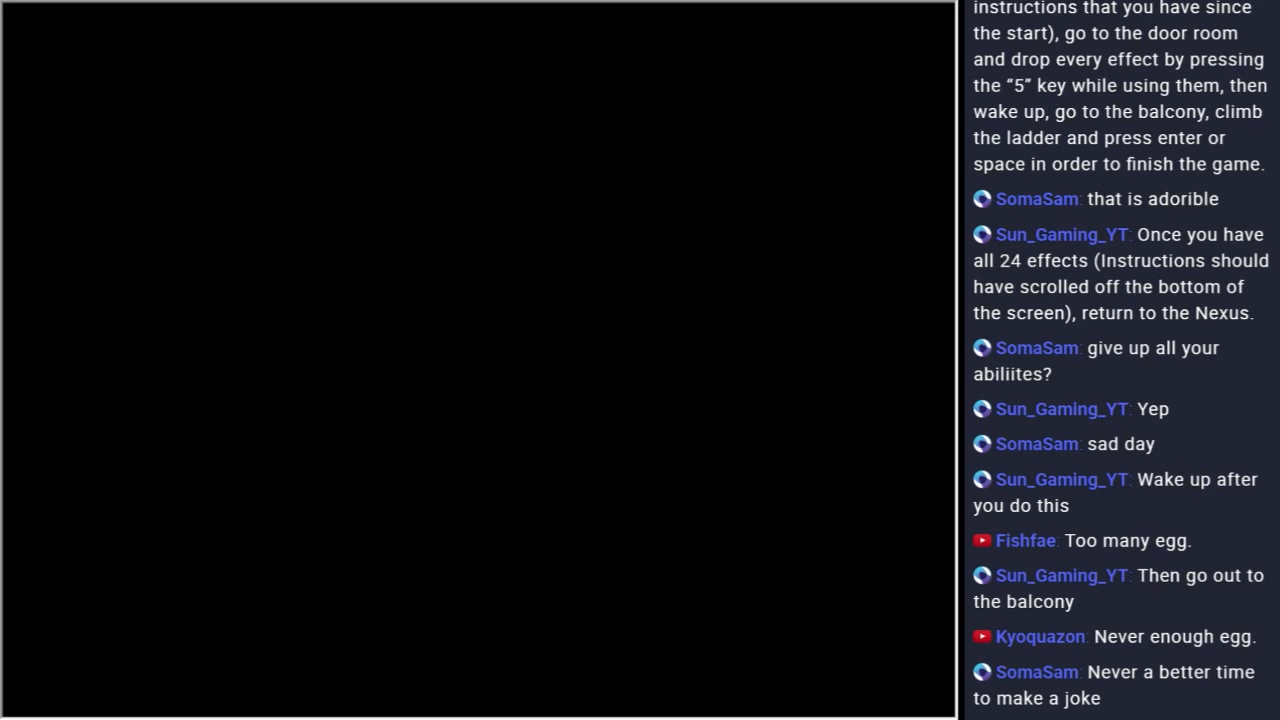 instructions that you have since
the start), go to the door room
and drop every effect by pressing
the “5” key while using them, then
wake up, go to the balcony, climb
the ladder and press enter or
space in order to finish the game.
SomaSam: that is adorible
Sun_Gaming_YT: Once you have
all 24 effects (Instructions should
have scrolled off the bottom of
the screen), return to the Nexus.
SomaSam: give up all your
abiliites?
Sun_Gaming_YT: Yep
SomaSam: sad day
Sun_Gaming_YT: Wake up after
you do this
Fishfae: Too many egg.
Sun_Gaming_YT: Then go out to
the balcony
Kyoquazon: Never enough egg.
SomaSam: Never a better time
to make a joke